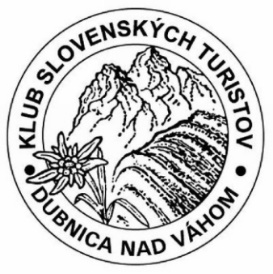 KLUB SLOVENSKÝCH TURISTOV
DUBNICA NAD VÁHOM